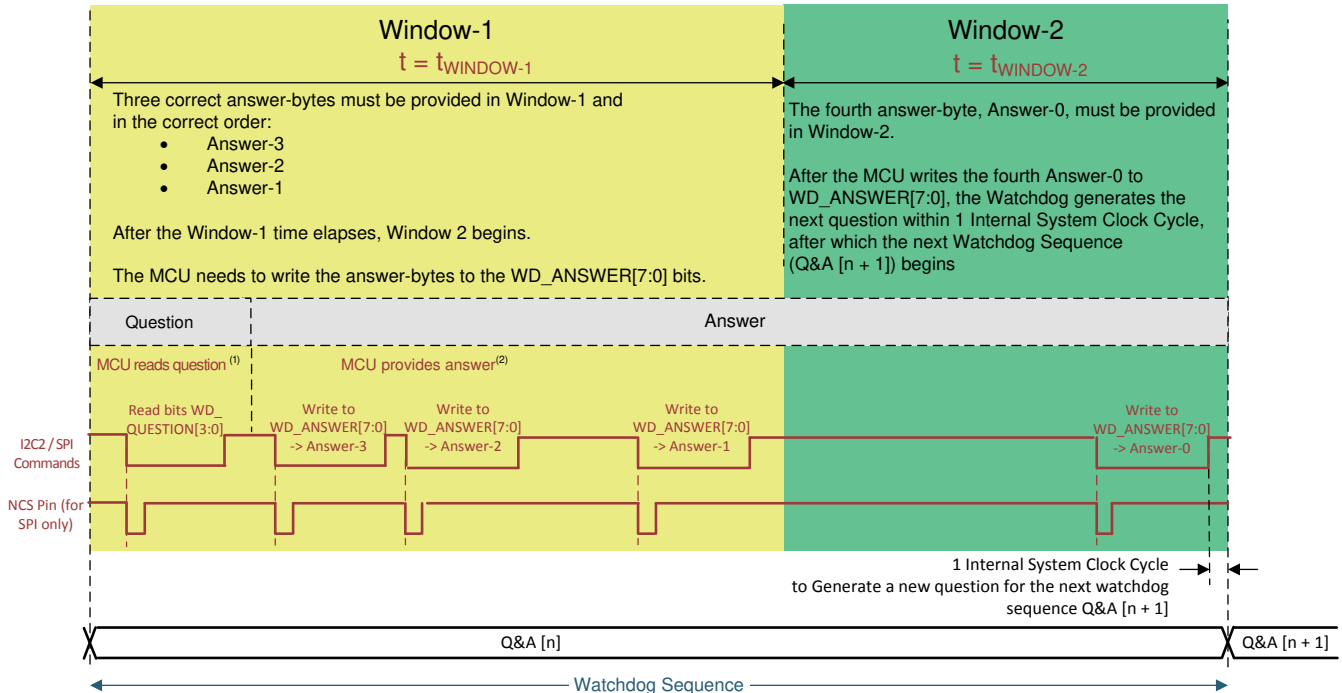 Window-1
t = tWINDOW-1
Three correct answer-bytes must be provided in Window-1 and
in the correct order:
• Answer-3
• Answer-2
• Answer-1
After the Window-1 time elapses, Window 2 begins.
The MCU needs to write the answer-bytes to the WD_ANSWER[7:0] bits.
Window-2
t = tWINDOW-2
The fourth answer-byte, Answer-0, must be provided
in Window-2.
After the MCU writes the fourth Answer-0 to
WD_ANSWER[7:0], the Watchdog generates the
next question within 1 Internal System Clock Cycle,
after which the next Watchdog Sequence
(Q&A [n + 1]) begins
Question
Answer
MCU reads question (1)
MCU provides answer(2)
Read bits WD_
QUESTION[3:0]
Write to
WD_ANSWER[7:0]
-> Answer-3
Write to
WD_ANSWER[7:0]
-> Answer-2
Write to
WD_ANSWER[7:0]
-> Answer-1
Write to
WD_ANSWER[7:0]
-> Answer-0
I2C2 / SPI
Commands
NCS Pin (for
SPI only)
1 Internal System Clock Cycle
to Generate a new question for the next watchdog
sequence Q&A [n + 1]
Q&A [n]
Q&A [n + 1]
Watchdog Sequence